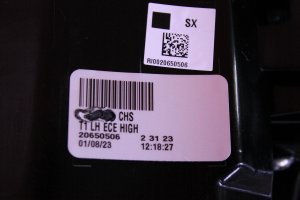 SX
RI0020650506
CHS
T1 LH ECE HIGH
20650506 2 31 23
01/08/23 12:18:27